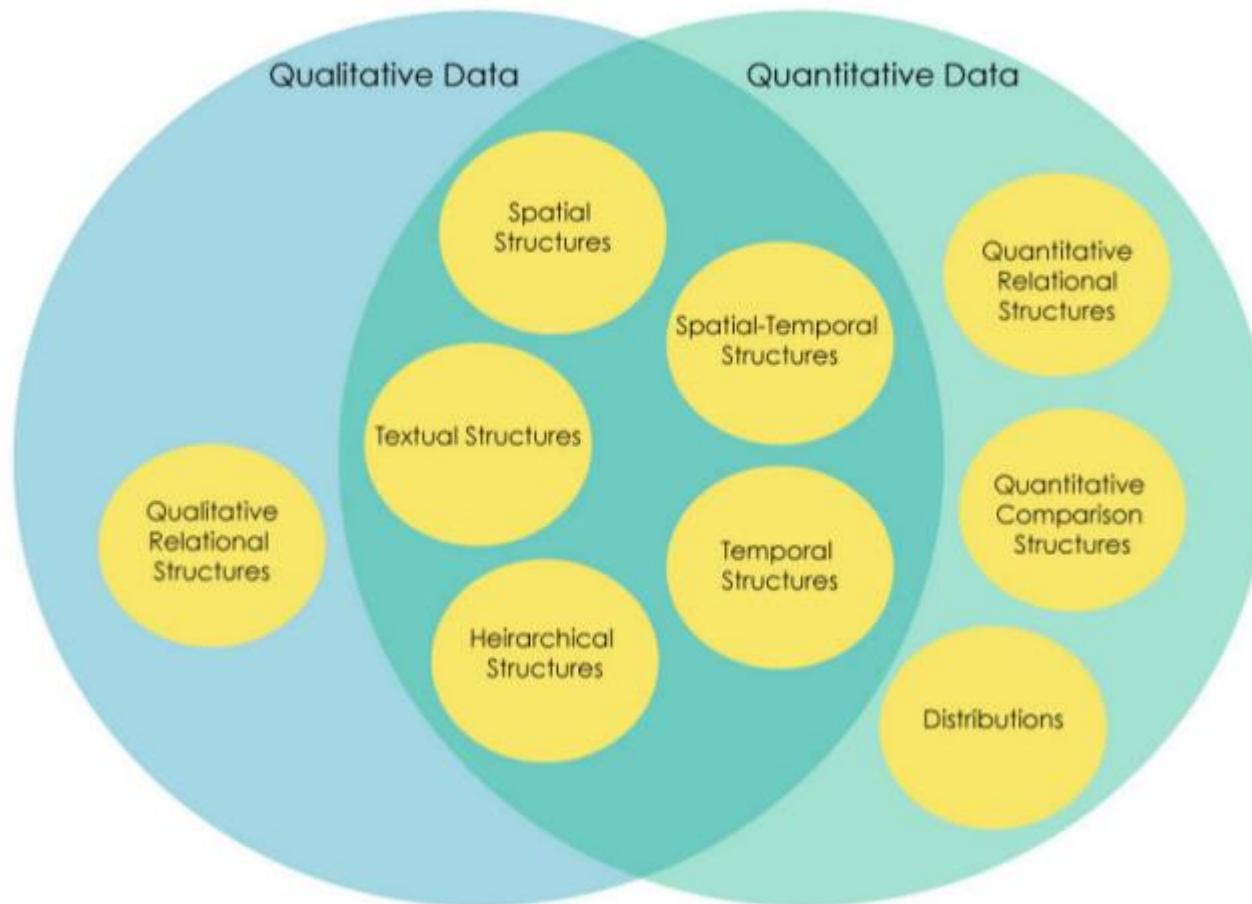 Qualitative Data
Quantitative Data
Spatial
Structures
Spatial-Temporal
Structures
Quantitative
Relational
Structures
Textual Structures
Qualitative
Relational
Structures
Temporal
Structures
Quantitative
Comparison
Structures
Heirarchical
Structures
Distributions